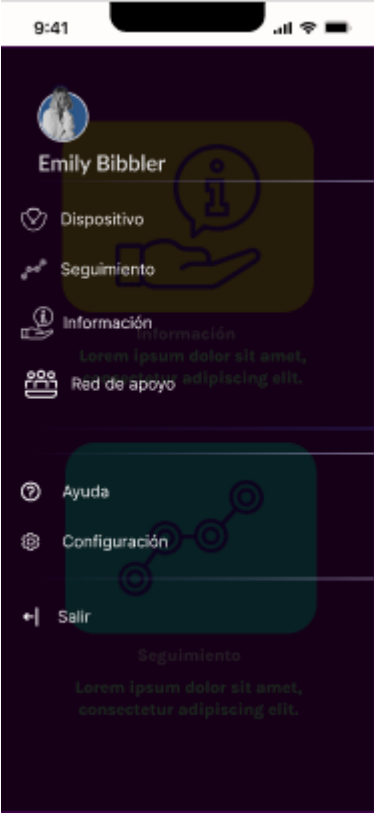 9:41
Emily Bibbler
Dispositivo
Seguimiento
Información
Información
Lorem ipsum dolor sit amet,
consectetur adipiscing elit.
Red de apoyo
Ayuda
Configuración
Salir
Seguimiento
Lorem ipsum dolor sit amet,
consectetur adipiscing elit.